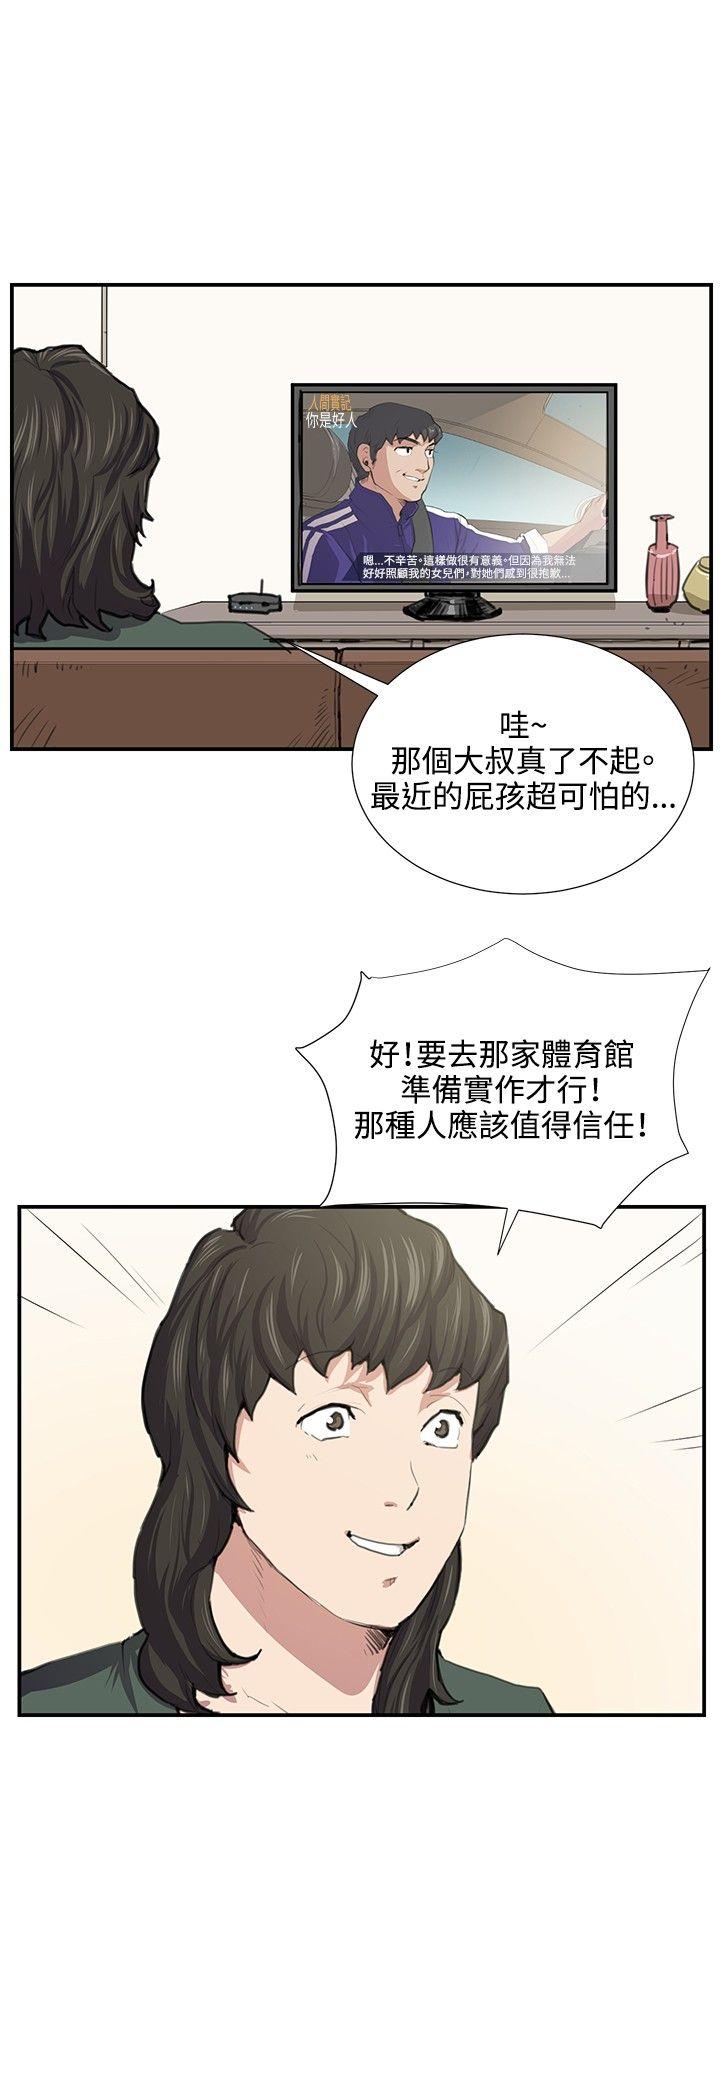 人間實記
你是好人
嗯...不辛苦。這樣做很有意義。但因為我無法
好好照顧我的女兒們，對她們感到很抱歉...
哇~
那個大叔真了不起。
最近的屁孩超可怕的...
好！要去那家體育館
準備實作才行！
那種人應該值得信任！